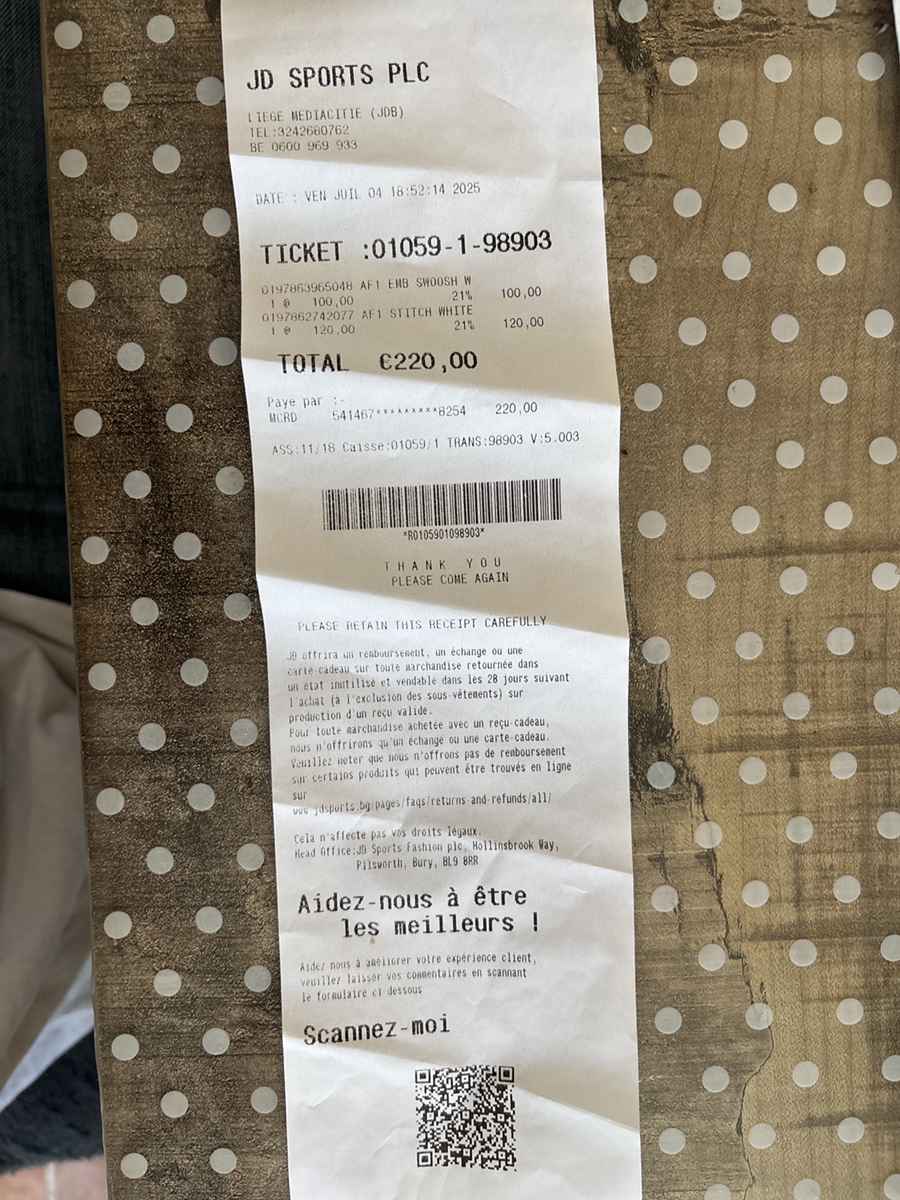 JD SPORTS PLC
LIEGE MEDIACITIE (JDB)
TEL:3242680762
BE 0600 969 933
DATE : VEN JUIL 04 18:52:14 2025
TICKET :01059-1-98903
0197863965048 AF1 EMB SWOOSH W
1 @ 100,00 21% 100,00
0197862742077 AF1 STITCH WHITE
1 @ 120,00 21% 120,00
TOTAL €220,00
Paye par :-
MCRD 541467*********8254 220,00
ASS:11/18 Caisse:01059/1 TRANS:98903 V:5.003
*R0105901098903*
T H A N K Y O U
PLEASE COME AGAIN
PLEASE RETAIN THIS RECEIPT CAREFULLY
JD offrira un remboursement, un échange ou une
carte-cadeau sur toute marchandise retournée dans
un état inutilisé et vendable dans les 28 jours suivant
l'achat (à l'exclusion des sous-vêtements) sur
production d'un reçu valide.
Pour toute marchandise achetée avec un reçu-cadeau,
nous n'offrirons qu'un échange ou une carte-cadeau.
Veuillez noter que nous n'offrons pas de remboursement
sur certains produits qui peuvent être trouvés en ligne
sur
www.jdsports.bg/pages/faqs/returns-and-refunds/all/
Cela n'affecte pas vos droits légaux.
Head Office:JD Sports Fashion plc, Hollinsbrook Way,
Pilsworth, Bury, BL9 8RR
Aidez-nous à être
les meilleurs !
Aidez nous à améliorer votre expérience client,
veuillez laisser vos commentaires en scannant
le formulaire ci-dessous
Scannez-moi